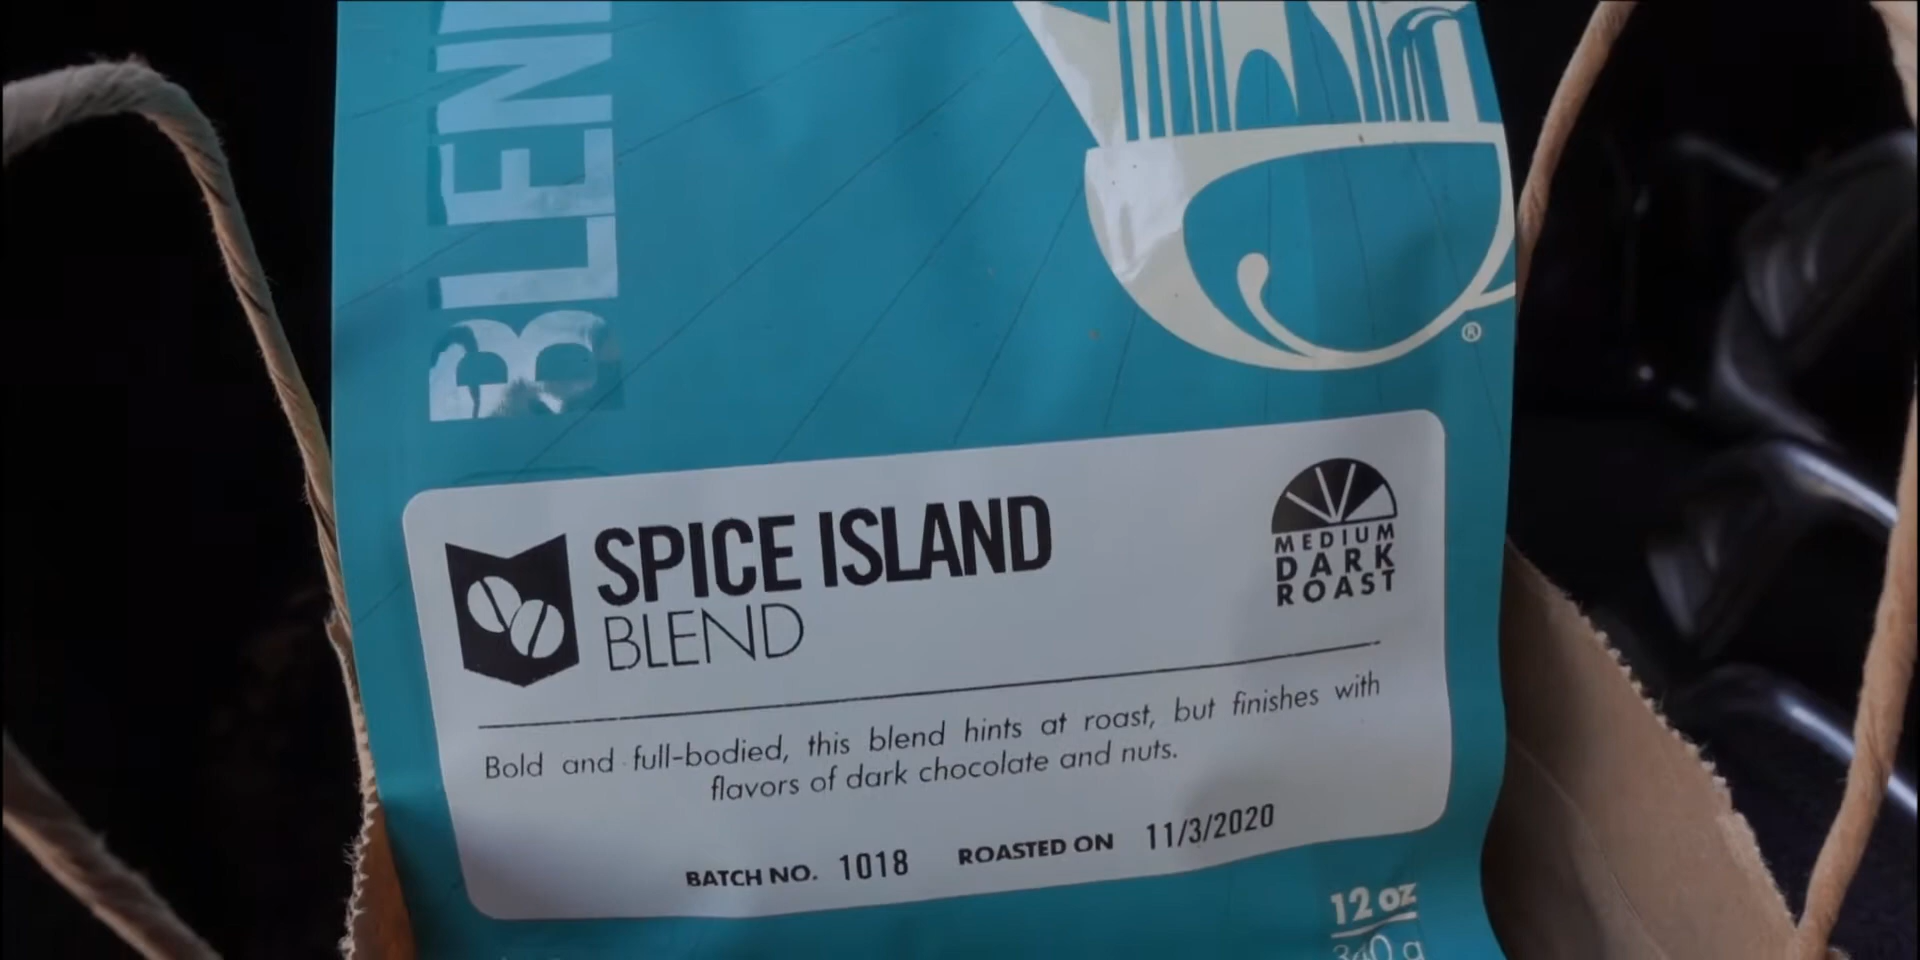 BLEND
®
SPICE ISLAND
BLEND
MEDIUM
DARK
ROAST
Bold and full-bodied, this blend hints at roast, but finishes with
flavors of dark chocolate and nuts.
BATCH NO. 1018 ROASTED ON 11/3/2020
12 oz
340 g